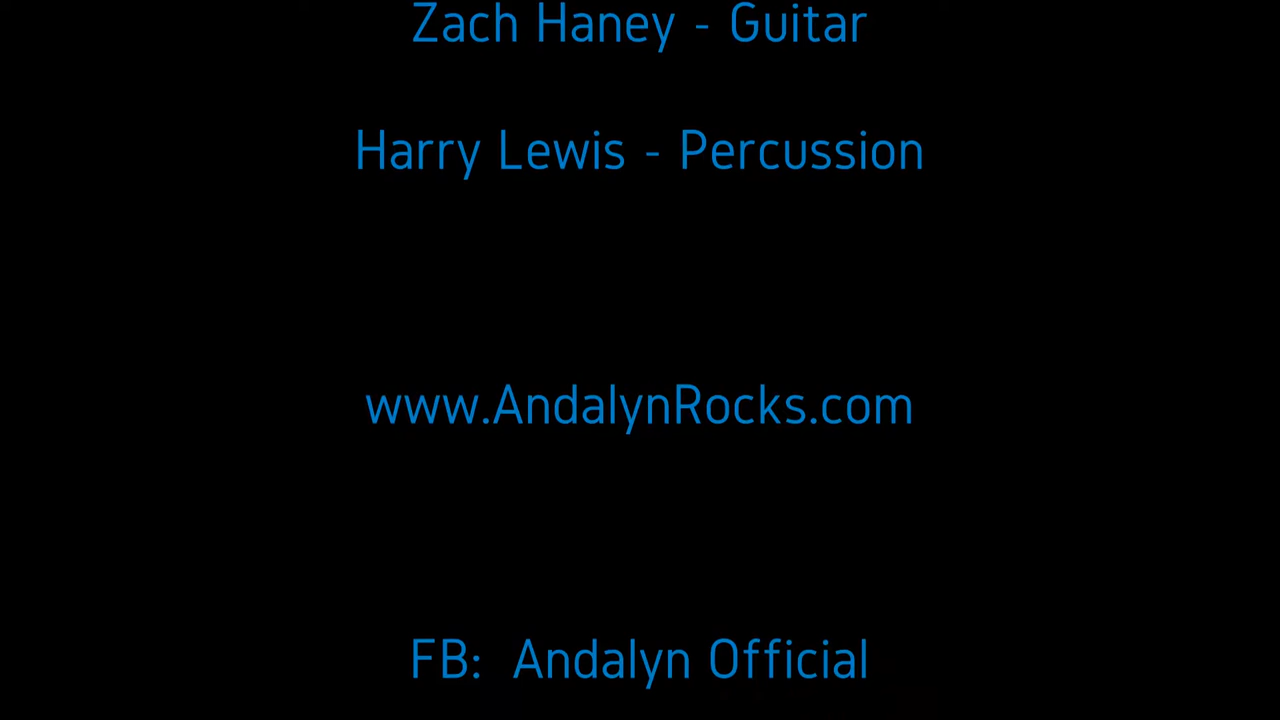 Zach Haney - Guitar
Harry Lewis - Percussion
www.AndalynRocks.com
FB:  Andalyn Official